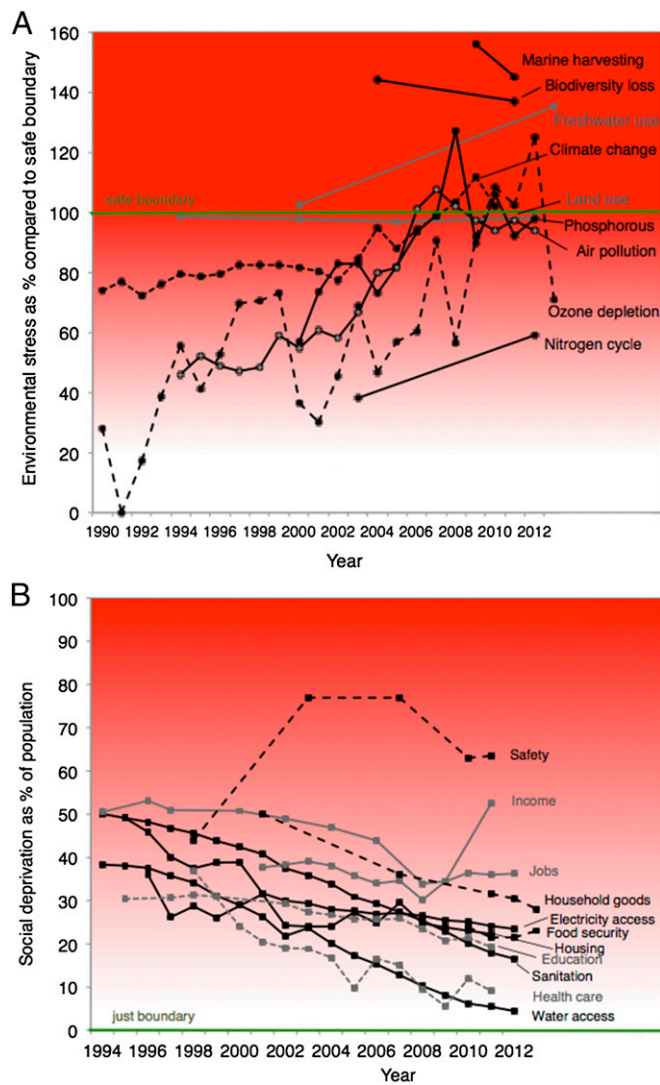 A
Environmental stress as % compared to safe boundary
160
140
120
100
80
60
40
20
0
safe boundary
Marine harvesting
Biodiversity loss
Freshwater use
Climate change
Land use
Phosphorous
Air pollution
Ozone depletion
Nitrogen cycle
1990 1992 1994 1996 1998 2000 2002 2004 2006 2008 2010 2012
Year
B
Social deprivation as % of population
100
90
80
70
60
50
40
30
20
10
0
just boundary
Safety
Income
Jobs
Household goods
Electricity access
Food security
Housing
Education
Sanitation
Health care
Water access
1994 1996 1998 2000 2002 2004 2006 2008 2010 2012
Year